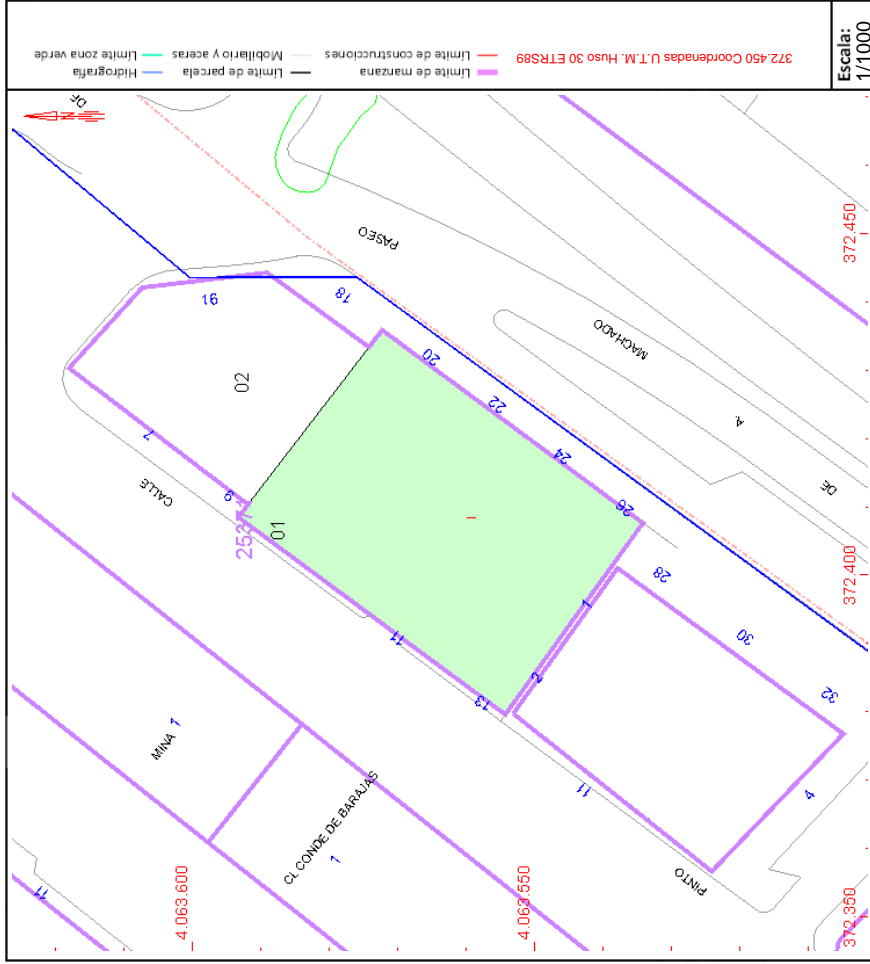 372.450 Coordenadas U.T.M. Huso 30 ETRS89
Límite de manzana
Límite de construcciones
Límite de parcela
Mobiliario y aceras
Hidrografía
Límite zona verde
Escala:
1/1000
DE
N
PASEO
MACHADO
A.
DE
CALLE
PINTO
MINA 1
CL CONDE DE BARAJAS
1
11
02
01
I
16
18
20
22
24
26
28
30
32
7
9
11
13
1
2
11
4
4.063.600
4.063.550
372.450
372.400
372.350